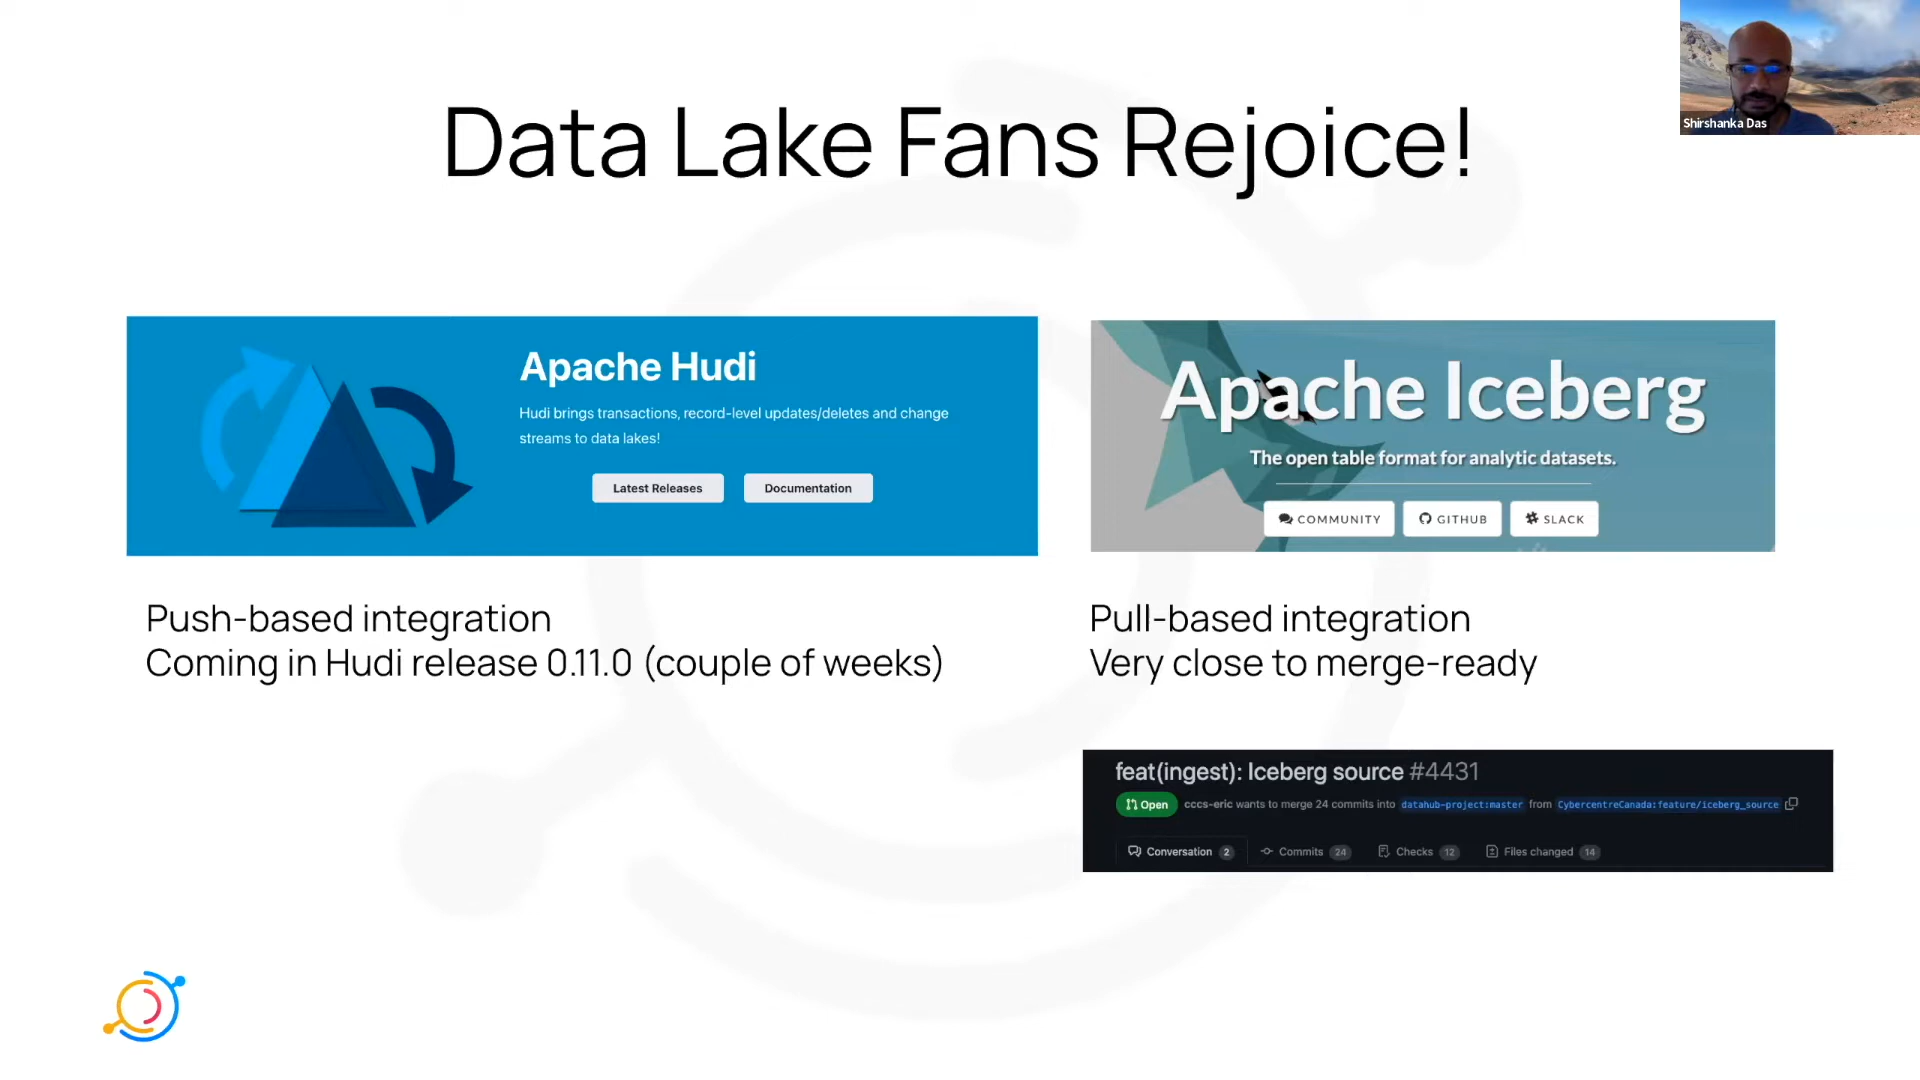 Data Lake Fans Rejoice!
Shirshanka Das
Apache Hudi
Hudi brings transactions, record-level updates/deletes and change
streams to data lakes!
Latest Releases
Documentation
Push-based integration
Coming in Hudi release 0.11.0 (couple of weeks)
Apache Iceberg
The open table format for analytic datasets.
COMMUNITY
GITHUB
SLACK
Pull-based integration
Very close to merge-ready
feat(ingest): Iceberg source #4431
Open cccs-eric wants to merge 24 commits into datahub-project:master from CybercentreCanada:feature/iceberg_source
Conversation 2 Commits 24 Checks 12 Files changed 14